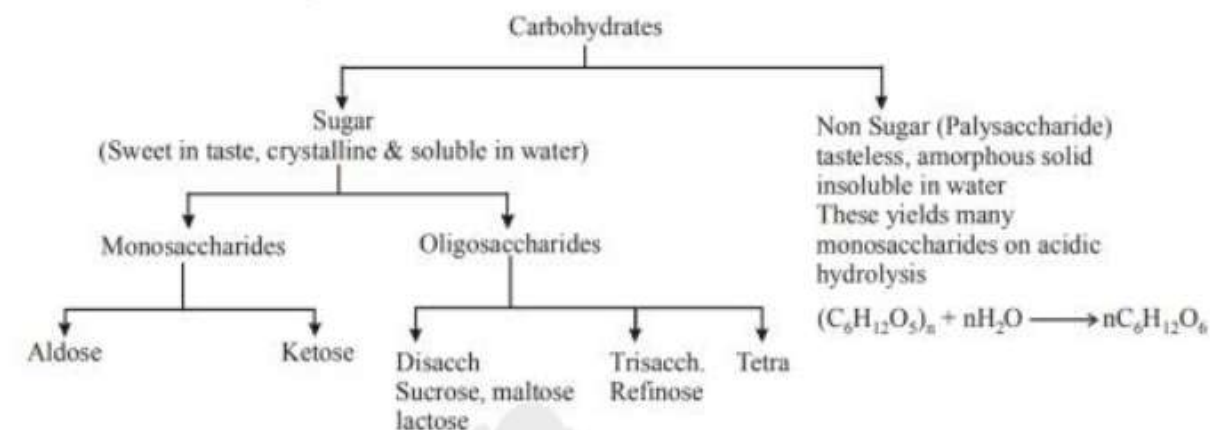 Carbohydrates
Sugar
(Sweet in taste, crystalline & soluble in water)
Non Sugar (Palysaccharide)
tasteless, amorphous solid
insoluble in water
These yields many
monosaccharides on acidic
hydrolysis
(C₆H₁₂O₅)ₙ + nH₂O ⟶ nC₆H₁₂O₆
Monosaccharides
Oligosaccharides
Aldose
Ketose
Disacch
Sucrose, maltose
lactose
Trisacch.
Refinose
Tetra